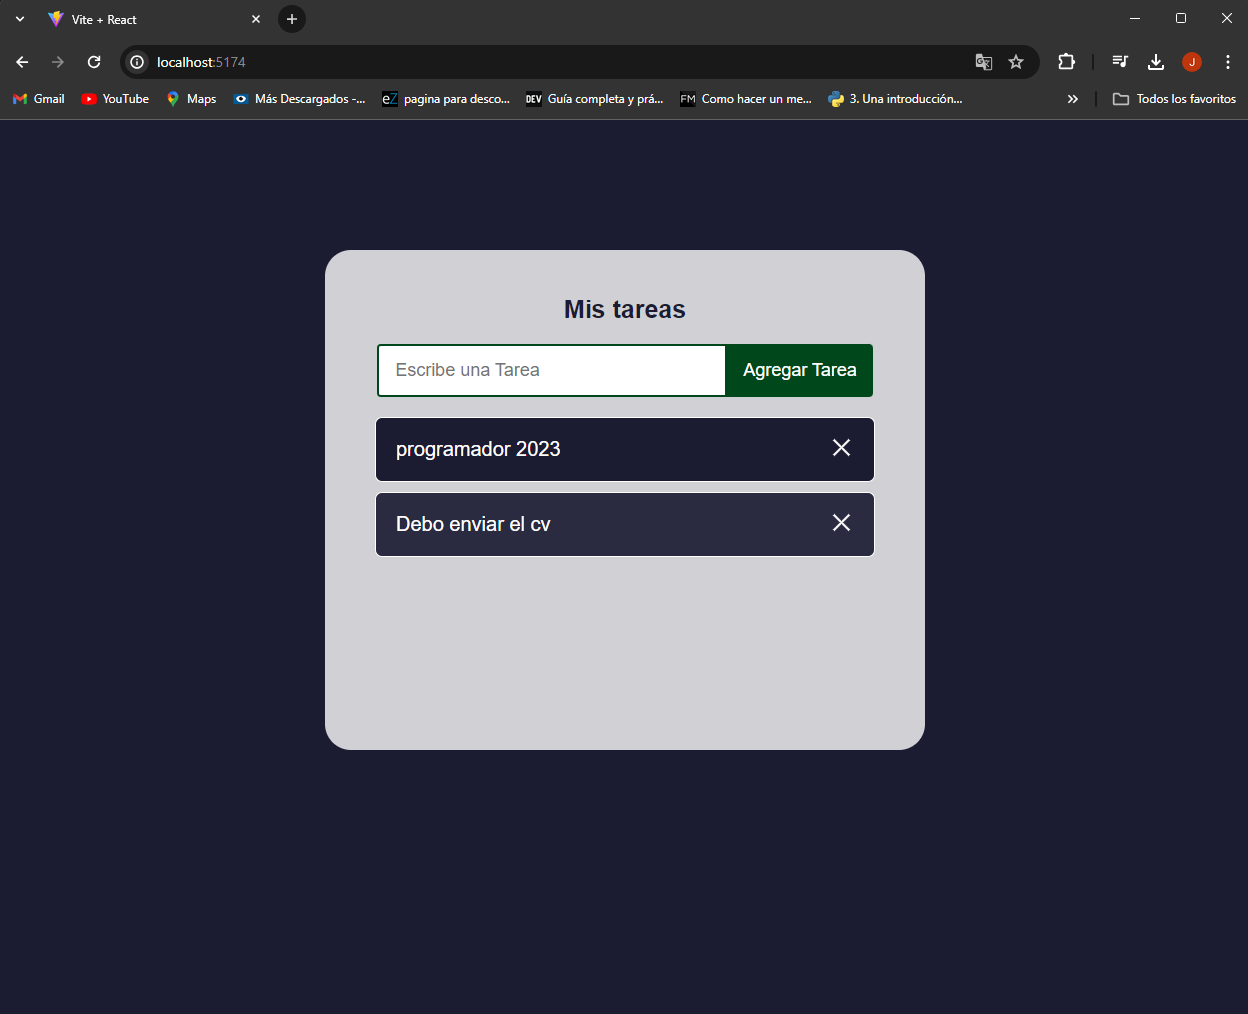 Vite + React
localhost:5174
Gmail YouTube Maps Más Descargados -... pagina para desco... Guía completa y prá... Como hacer un me... 3. Una introducción... Todos los favoritos
Mis tareas
Escribe una Tarea Agregar Tarea
programador 2023
Debo enviar el cv